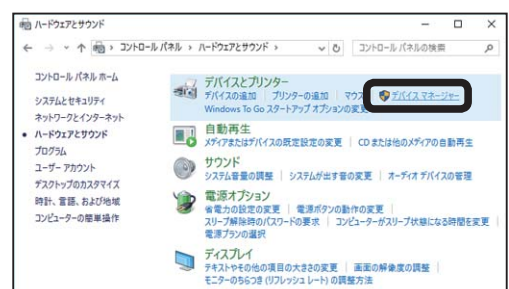 ハードウェアとサウンド
コントロール パネル › ハードウェアとサウンド ›
コントロール パネルの検索
コントロール パネル ホーム
システムとセキュリティ
ネットワークとインターネット
ハードウェアとサウンド
プログラム
ユーザー アカウント
デスクトップのカスタマイズ
時計、言語、および地域
コンピューターの簡単操作
デバイスとプリンター
デバイスの追加 | プリンターの追加 | マウス デバイス マネージャー
Windows To Go スタートアップ オプションの変更
自動再生
メディアまたはデバイスの既定設定の変更 | CD または他のメディアの自動再生
サウンド
システム音量の調整 | システムが出す音の変更 | オーディオ デバイスの管理
電源オプション
省電力の設定の変更 | 電源ボタンの動作の変更 |
スリープ解除時のパスワードの要求 | コンピューターがスリープ状態になる時間を変更 |
電源プランの選択
ディスプレイ
テキストやその他の項目の大きさの変更 | 画面の解像度の調整 |
モニターのちらつき (リフレッシュ レート) の調整方法